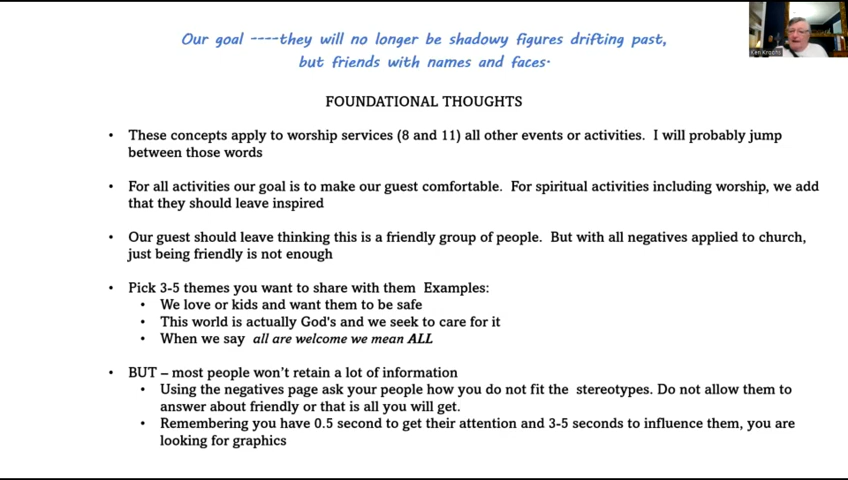 Our goal ----they will no longer be shadowy figures drifting past,
but friends with names and faces.
FOUNDATIONAL THOUGHTS
• These concepts apply to worship services (8 and 11) all other events or activities. I will probably jump
between those words
• For all activities our goal is to make our guest comfortable. For spiritual activities including worship, we add
that they should leave inspired
• Our guest should leave thinking this is a friendly group of people. But with all negatives applied to church,
just being friendly is not enough
• Pick 3-5 themes you want to share with them Examples:
• We love or kids and want them to be safe
• This world is actually God's and we seek to care for it
• When we say all are welcome we mean ALL
• BUT – most people won't retain a lot of information
• Using the negatives page ask your people how you do not fit the stereotypes. Do not allow them to
answer about friendly or that is all you will get.
• Remembering you have 0.5 second to get their attention and 3-5 seconds to influence them, you are
looking for graphics
Ken